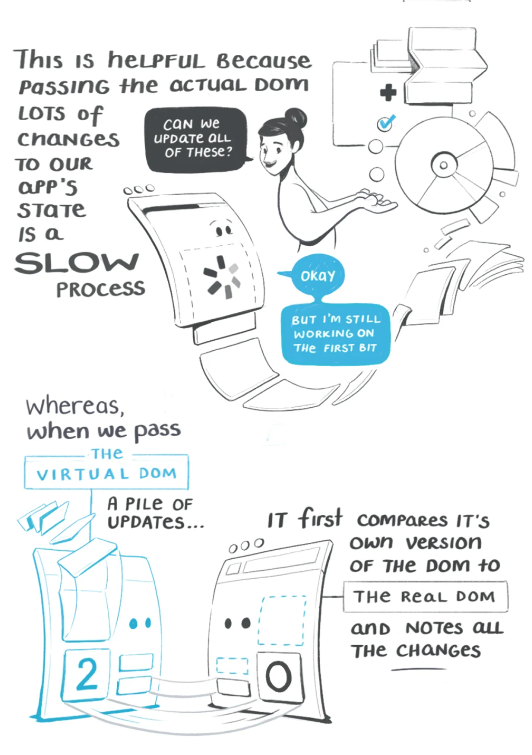 THIS IS HELPFUL BECAUSE
PASSING THE ACTUAL DOM
LOTS OF
CHANGES
TO OUR
APP'S
STATE
IS A
SLOW
PROCESS
CAN WE
UPDATE ALL
OF THESE?
OKAY
BUT I'M STILL
WORKING ON
THE FIRST BIT
Whereas,
when we pass
THE
VIRTUAL DOM
A PILE OF
UPDATES...
IT first COMPARES IT'S
OWN VERSION
OF THE DOM to
THE REAL DOM
AND NOTES ALL
THE CHANGES
2
0